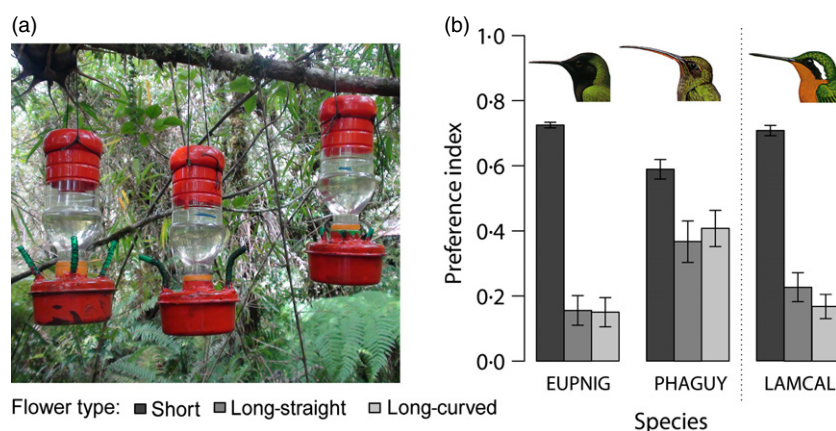 (a)
(b)
Preference index
1·0
0·8
0·6
0·4
0·2
0·0
EUPNIG PHAGUY LAMCAL
Species
Flower type: Short Long-straight Long-curved